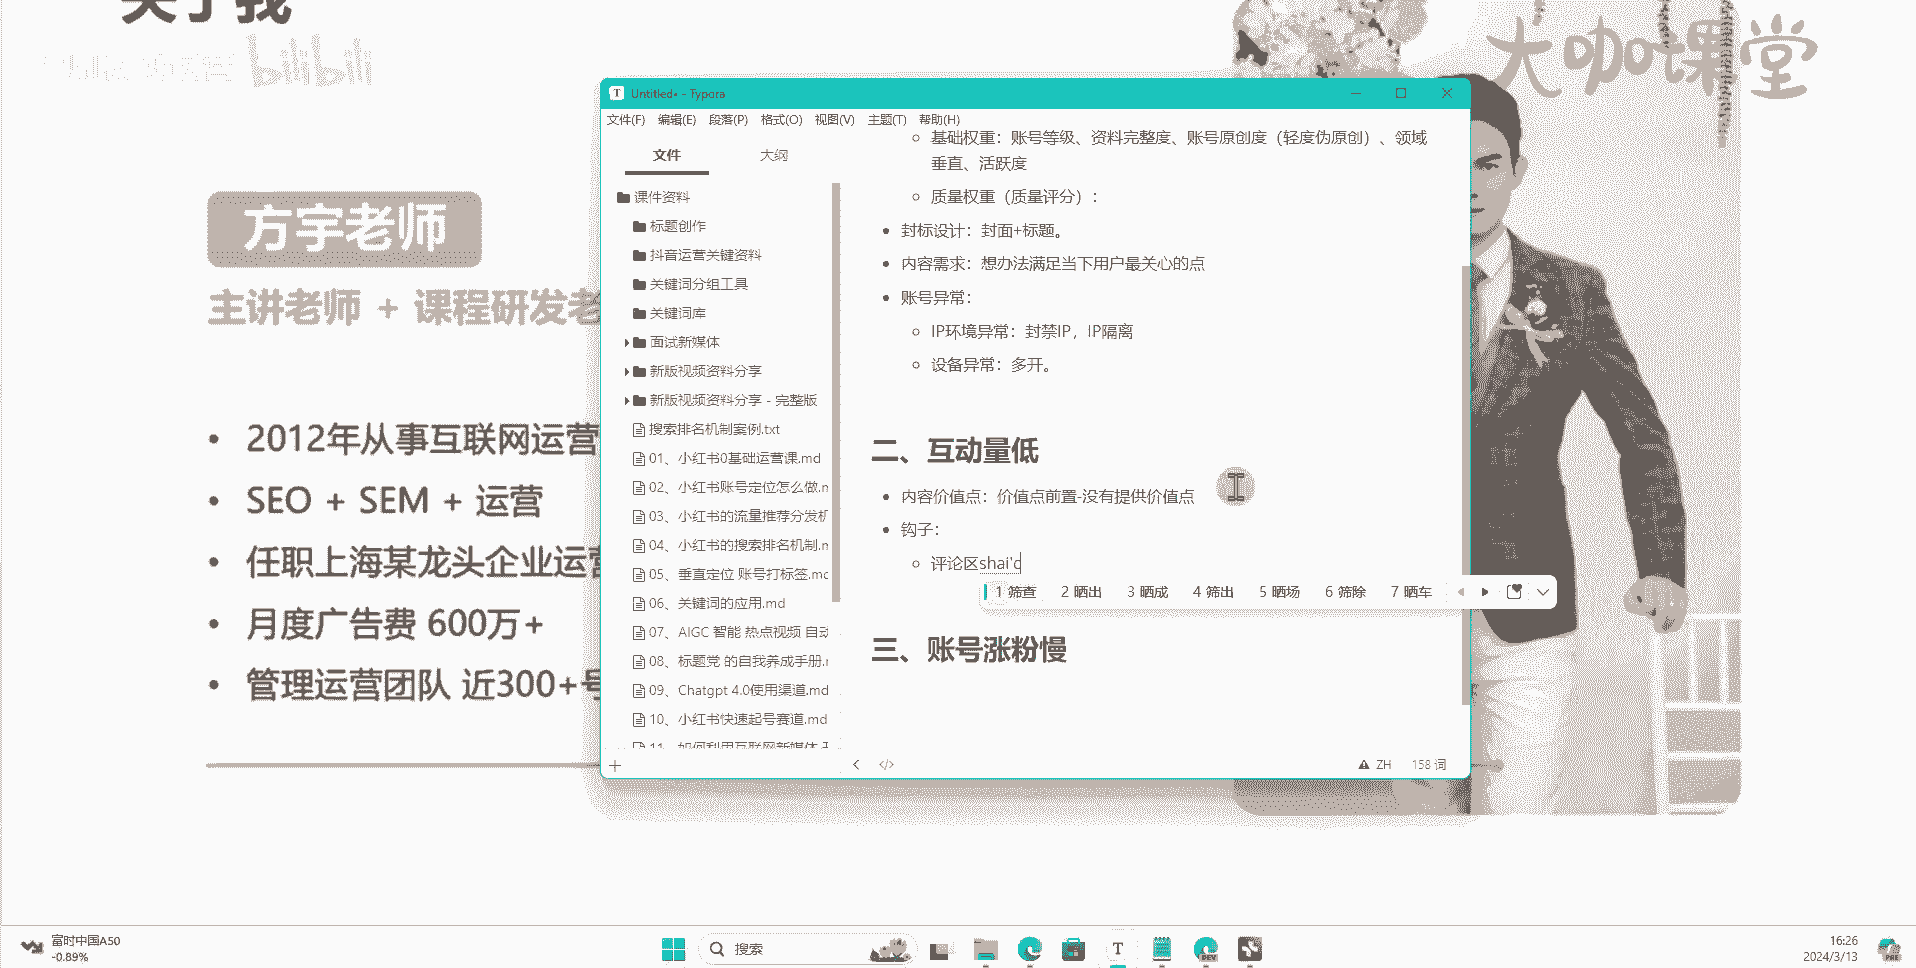 关于我
bilibili
大咖课堂
方宇老师
主讲老师 + 课程研发老
• 2012年从事互联网运营
• SEO + SEM + 运营
• 任职上海某龙头企业运营
• 月度广告费 600万+
• 管理运营团队 近300+号
Untitled• - Typora
文件(F) 编辑(E) 段落(P) 格式(O) 视图(V) 主题(T) 帮助(H)
文件 大纲
课件资料
标题创作
抖音运营关键资料
关键词分组工具
关键词库
面试新媒体
新版视频资料分享
新版视频资料分享 - 完整版
搜索排名机制案例.txt
01、小红书0基础运营课.md
02、小红书账号定位怎么做.m
03、小红书的流量推荐分发机
04、小红书的搜索排名机制.m
05、垂直定位 账号打标签.md
06、关键词的应用.md
07、AIGC 智能 热点视频 自动
08、标题党 的自我养成手册.m
09、Chatgpt 4.0使用渠道.md
10、小红书快速起号赛道.md
11、如何利用互联网新媒体
基础权重：账号等级、资料完整度、账号原创度（轻度伪原创）、领域
垂直、活跃度
质量权重（质量评分）：
• 封标设计：封面+标题。
• 内容需求：想办法满足当下用户最关心的点
• 账号异常：
IP环境异常：封禁IP，IP隔离
设备异常：多开。
二、互动量低
• 内容价值点：价值点前置-没有提供价值点
• 钩子：
评论区shai'c
1 筛查 2 晒出 3 晒成 4 筛出 5 晒场 6 筛除 7 晒车
三、账号涨粉慢
ZH 158 词
富时中国A50
-0.89%
搜索
T
DEV
16:26
2024/3/13
PRE